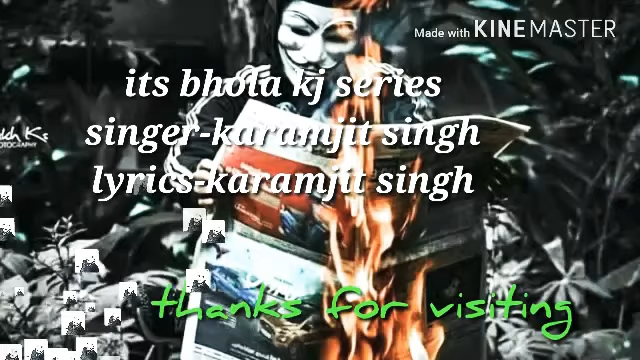 Made with KINEMASTER
its bhola kj series
singer-karamjit singh
lyrics-karamjit singh
thanks for visiting